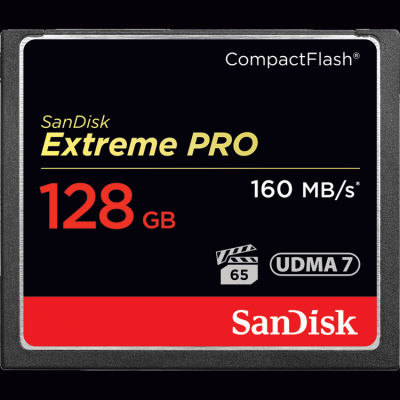 CompactFlash®
SanDisk
Extreme PRO
128 GB
160 MB/s*
65
UDMA 7
SanDisk